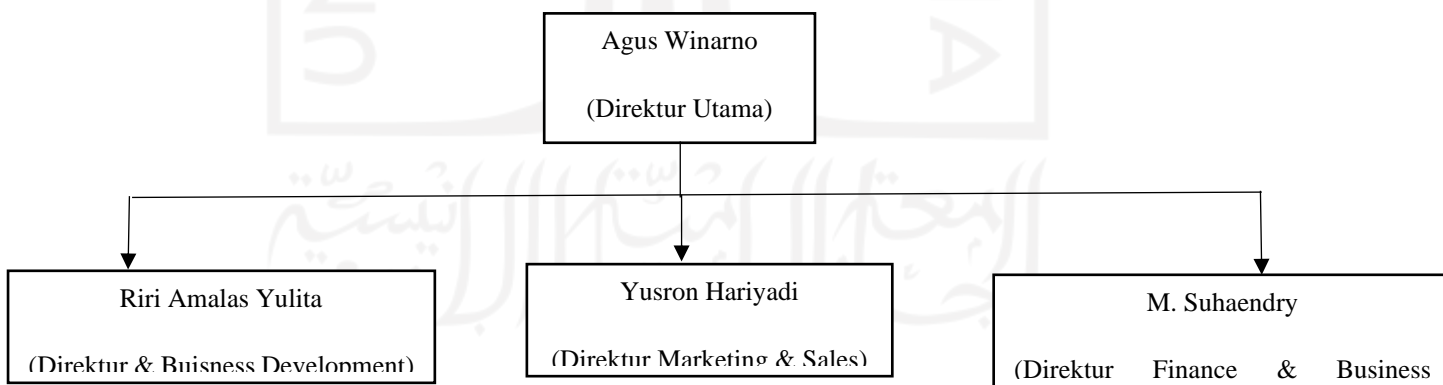 Agus Winarno
(Direktur Utama)
Riri Amalas Yulita
(Direktur & Buisness Development)
Yusron Hariyadi
(Direktur Marketing & Sales)
M. Suhaendry
(Direktur Finance & Business